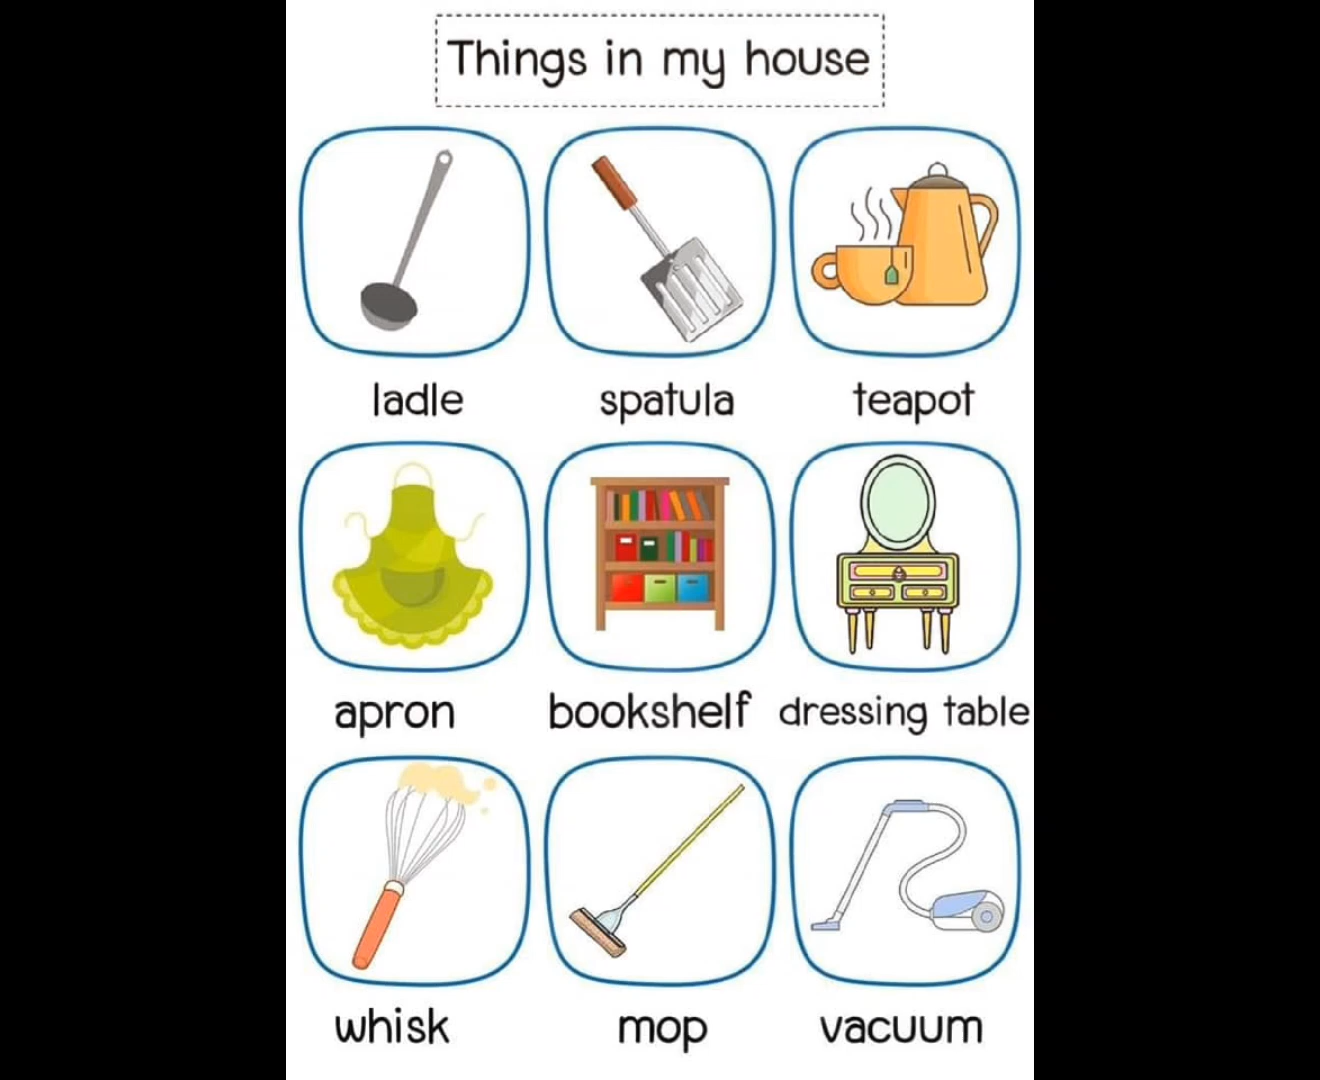 Things in my house
ladle
spatula
teapot
apron
bookshelf
dressing table
whisk
mop
vacuum